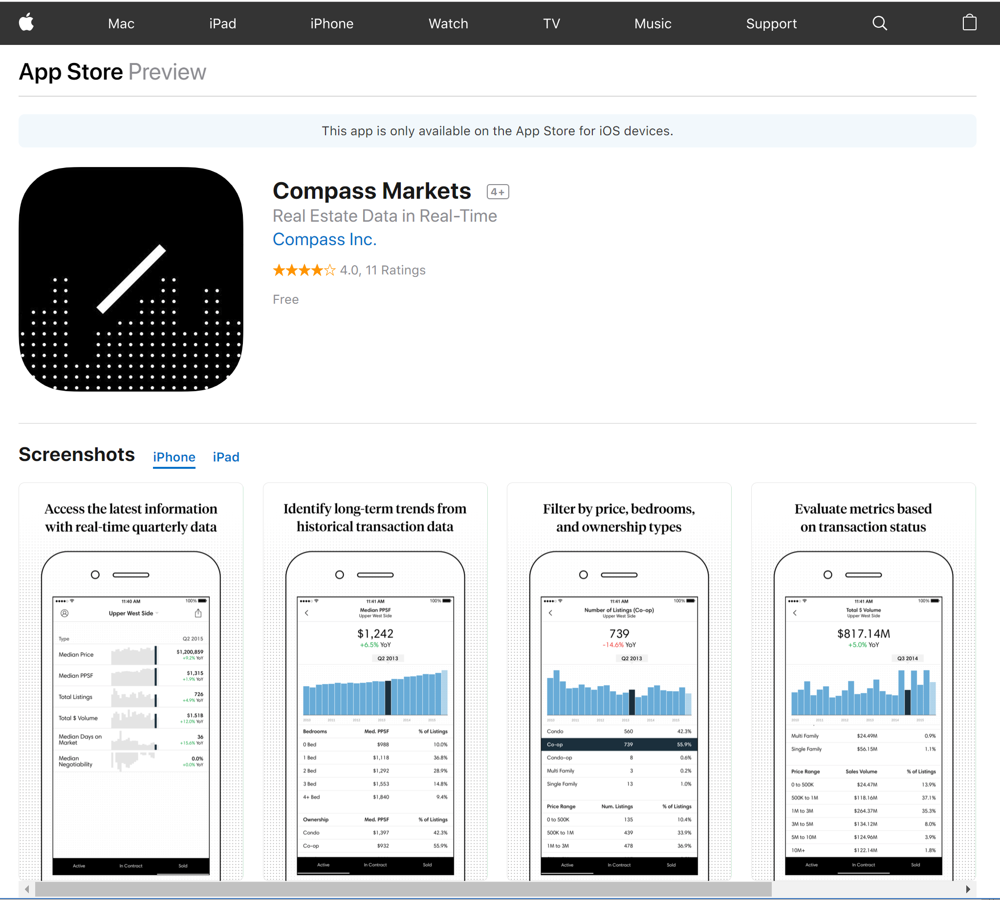 Mac iPad iPhone Watch TV Music Support
App Store Preview
This app is only available on the App Store for iOS devices.
Compass Markets 4+
Real Estate Data in Real-Time
Compass Inc.
4.0, 11 Ratings
Free
Screenshots iPhone iPad
Access the latest information
with real-time quarterly data
11:40 AM 100%
Upper West Side
Type Q2 2015
Median Price $1,200,859
+9.2% YoY
Median PPSF $1,315
+1.9% YoY
Total Listings 726
+4.9% YoY
Total $ Volume $1.51B
+12.0% YoY
Median Days on
Market 36
+15.6% YoY
Median
Negotiability 0.0%
+0.0% YoY
Active In Contract Sold
Identify long-term trends from
historical transaction data
11:41 AM 100%
Median PPSF
Upper West Side
$1,242
+6.5% YoY
Q2 2013
2010 2011 2012 2013 2014 2015
Bedrooms Med. PPSF % of Listings
0 Bed $988 10.0%
1 Bed $1,118 36.8%
2 Bed $1,292 28.9%
3 Bed $1,553 14.8%
4+ Bed $1,840 9.4%
Ownership Med. PPSF % of Listings
Condo $1,397 42.3%
Co-op $932 55.9%
Active In Contract Sold
Filter by price, bedrooms,
and ownership types
11:41 AM 100%
Number of Listings (Co-op)
Upper West Side
739
-14.6% YoY
Q2 2013
2010 2011 2012 2013 2014 2015
Condo 560 42.3%
Co-op 739 55.9%
Condo-op 8 0.6%
Multi Family 3 0.2%
Single Family 13 1.0%
Price Range Num. Listings % of Listings
0 to 500K 135 10.4%
500K to 1M 439 33.9%
1M to 3M 478 36.9%
Active In Contract Sold
Evaluate metrics based
on transaction status
11:41 AM 100%
Total $ Volume
Upper West Side
$817.14M
+5.0% YoY
Q3 2014
2010 2011 2012 2013 2014 2015
Multi Family $24.49M 0.9%
Single Family $56.15M 1.1%
Price Range Sales Volume % of Listings
0 to 500K $24.47M 13.9%
500K to 1M $118.16M 37.1%
1M to 3M $264.37M 35.3%
3M to 5M $134.12M 8.0%
5M to 10M $124.96M 3.9%
10M+ $122.14M 1.8%
Active In Contract Sold